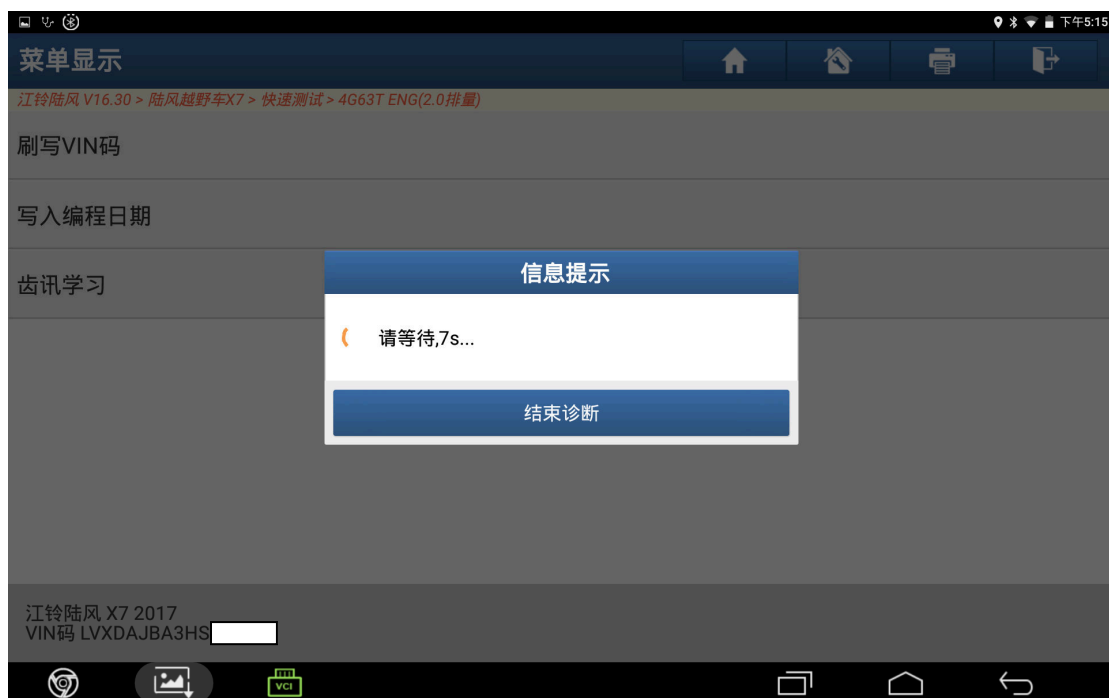 下午5:15
菜单显示
江铃陆风 V16.30 > 陆风越野车X7 > 快速测试 > 4G63T ENG(2.0排量)
刷写VIN码
写入编程日期
齿讯学习
信息提示
请等待,7s...
结束诊断
江铃陆风 X7 2017
VIN码 LVXDAJBA3HS
VCI